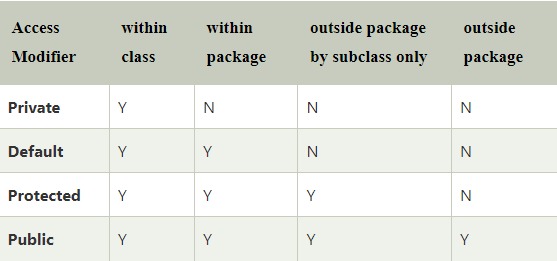 Access Modifier within class within package outside package by subclass only outside package
Private Y N N N
Default Y Y N N
Protected Y Y Y N
Public Y Y Y Y